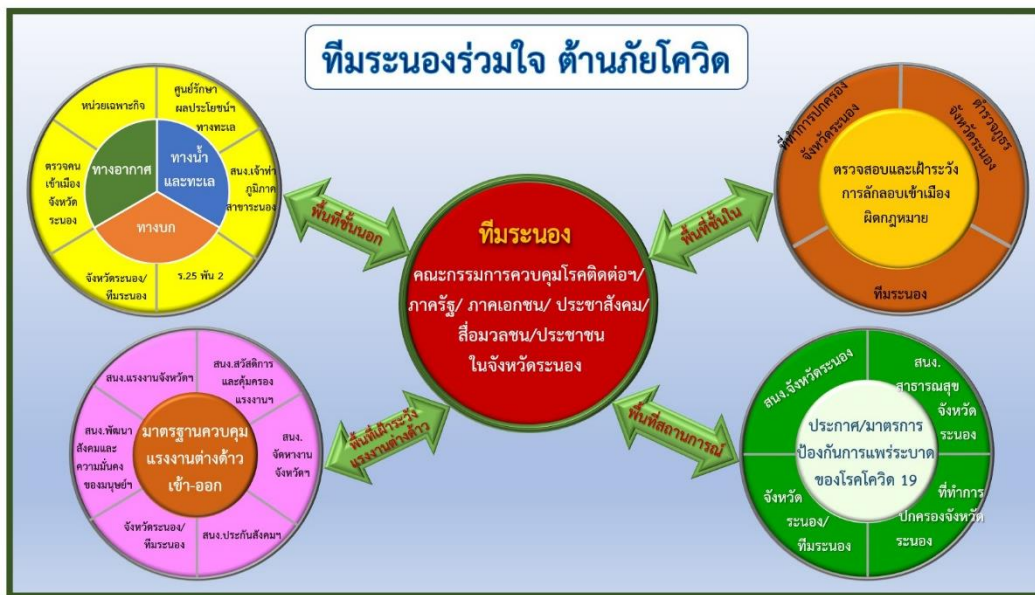 ทีมระนองร่วมใจ ต้านภัยโควิด
หน่วยเฉพาะกิจ
ศูนย์รักษา
ผลประโยชน์ฯ
ทางทะเล
ตรวจคน
เข้าเมือง
จังหวัด
ระนอง
ทางอากาศ
ทางน้ำ
และทะเล
ทางบก
สนง.เจ้าท่า
ภูมิภาค
สาขาระนอง
จังหวัดระนอง/
ทีมระนอง
ร.25 พัน 2
พื้นที่ชั้นนอก
ทีมระนอง
คณะกรรมการควบคุมโรคติดต่อฯ/
ภาครัฐ/ ภาคเอกชน/ ประชาสังคม/
สื่อมวลชน/ประชาชน
ในจังหวัดระนอง
พื้นที่ชั้นใน
ที่ทำการปกครอง
จังหวัดระนอง
ตำรวจภูธร
จังหวัดระนอง
ตรวจสอบและเฝ้าระวัง
การลักลอบเข้าเมือง
ผิดกฎหมาย
ทีมระนอง
สนง.แรงงานจังหวัดฯ
สนง.สวัสดิการ
และคุ้มครอง
แรงงานฯ
สนง.พัฒนา
สังคมและ
ความมั่นคง
ของมนุษย์ฯ
มาตรฐานควบคุม
แรงงานต่างด้าว
เข้า-ออก
สนง.
จัดหางาน
จังหวัดฯ
จังหวัดระนอง/
ทีมระนอง
สนง.ประกันสังคมฯ
พื้นที่เฝ้าระวัง
แรงงานต่างด้าว
พื้นที่สถานการณ์
สนง.จังหวัดระนอง
สนง.
สาธารณสุข
จังหวัด
ระนอง
ประกาศ/มาตรการ
ป้องกันการแพร่ระบาด
ของโรคโควิด 19
จังหวัด
ระนอง/
ทีมระนอง
ที่ทำการ
ปกครองจังหวัด
ระนอง